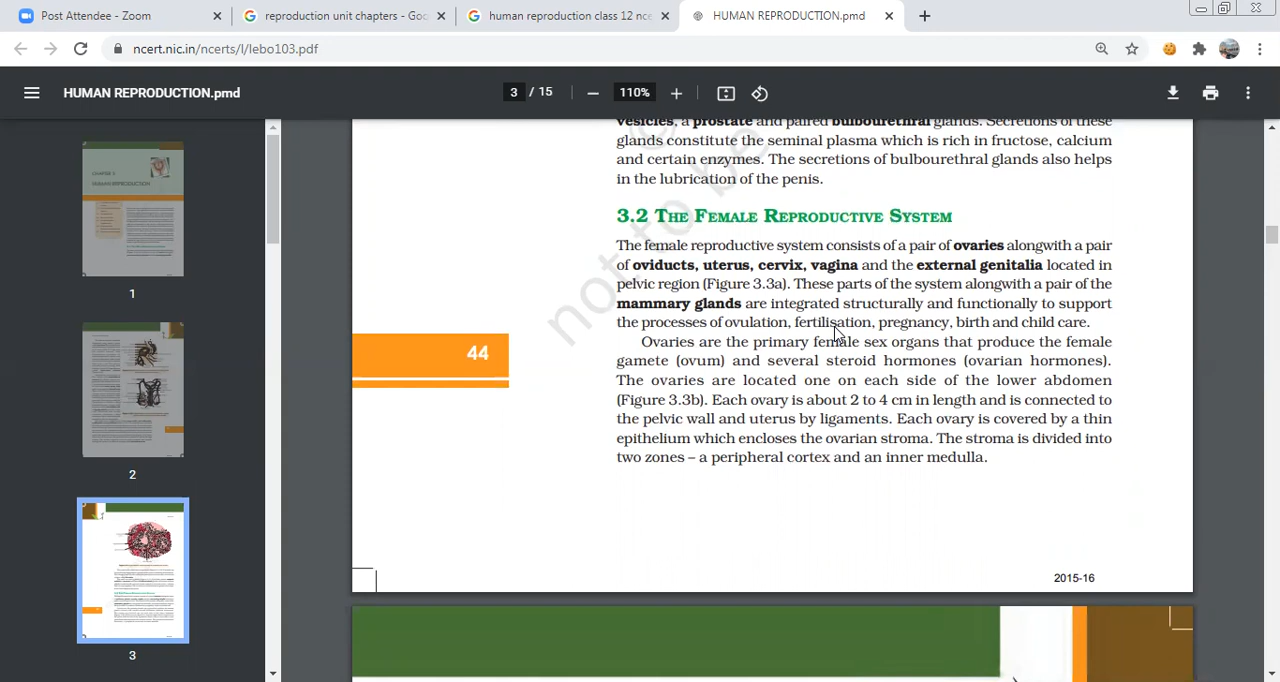 Post Attendee - Zoom
reproduction unit chapters - Goo
human reproduction class 12 nce
HUMAN REPRODUCTION.pmd
ncert.nic.in/ncerts/l/lebo103.pdf
HUMAN REPRODUCTION.pmd
3 / 15
110%
vesicles, a prostate and paired bulbourethral glands. Secretions of these
glands constitute the seminal plasma which is rich in fructose, calcium
and certain enzymes. The secretions of bulbourethral glands also helps
in the lubrication of the penis.
3.2 THE FEMALE REPRODUCTIVE SYSTEM
The female reproductive system consists of a pair of ovaries alongwith a pair
of oviducts, uterus, cervix, vagina and the external genitalia located in
pelvic region (Figure 3.3a). These parts of the system alongwith a pair of the
mammary glands are integrated structurally and functionally to support
the processes of ovulation, fertilisation, pregnancy, birth and child care.
Ovaries are the primary female sex organs that produce the female
gamete (ovum) and several steroid hormones (ovarian hormones).
The ovaries are located one on each side of the lower abdomen
(Figure 3.3b). Each ovary is about 2 to 4 cm in length and is connected to
the pelvic wall and uterus by ligaments. Each ovary is covered by a thin
epithelium which encloses the ovarian stroma. The stroma is divided into
two zones – a peripheral cortex and an inner medulla.
44
2015-16
not to be
HUMAN REPRODUCTION
1
2
3